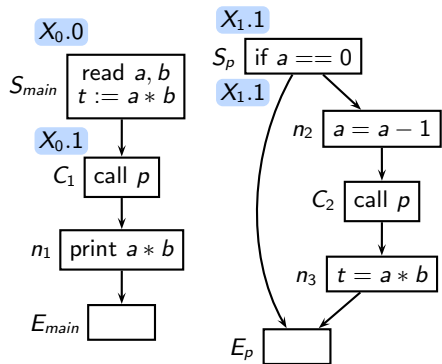 X₀.0
S_main
read a, b
t := a ∗ b
X₀.1
C₁
call p
n₁
print a ∗ b
E_main
X₁.1
S_p
if a == 0
X₁.1
n₂
a = a − 1
C₂
call p
n₃
t = a ∗ b
E_p